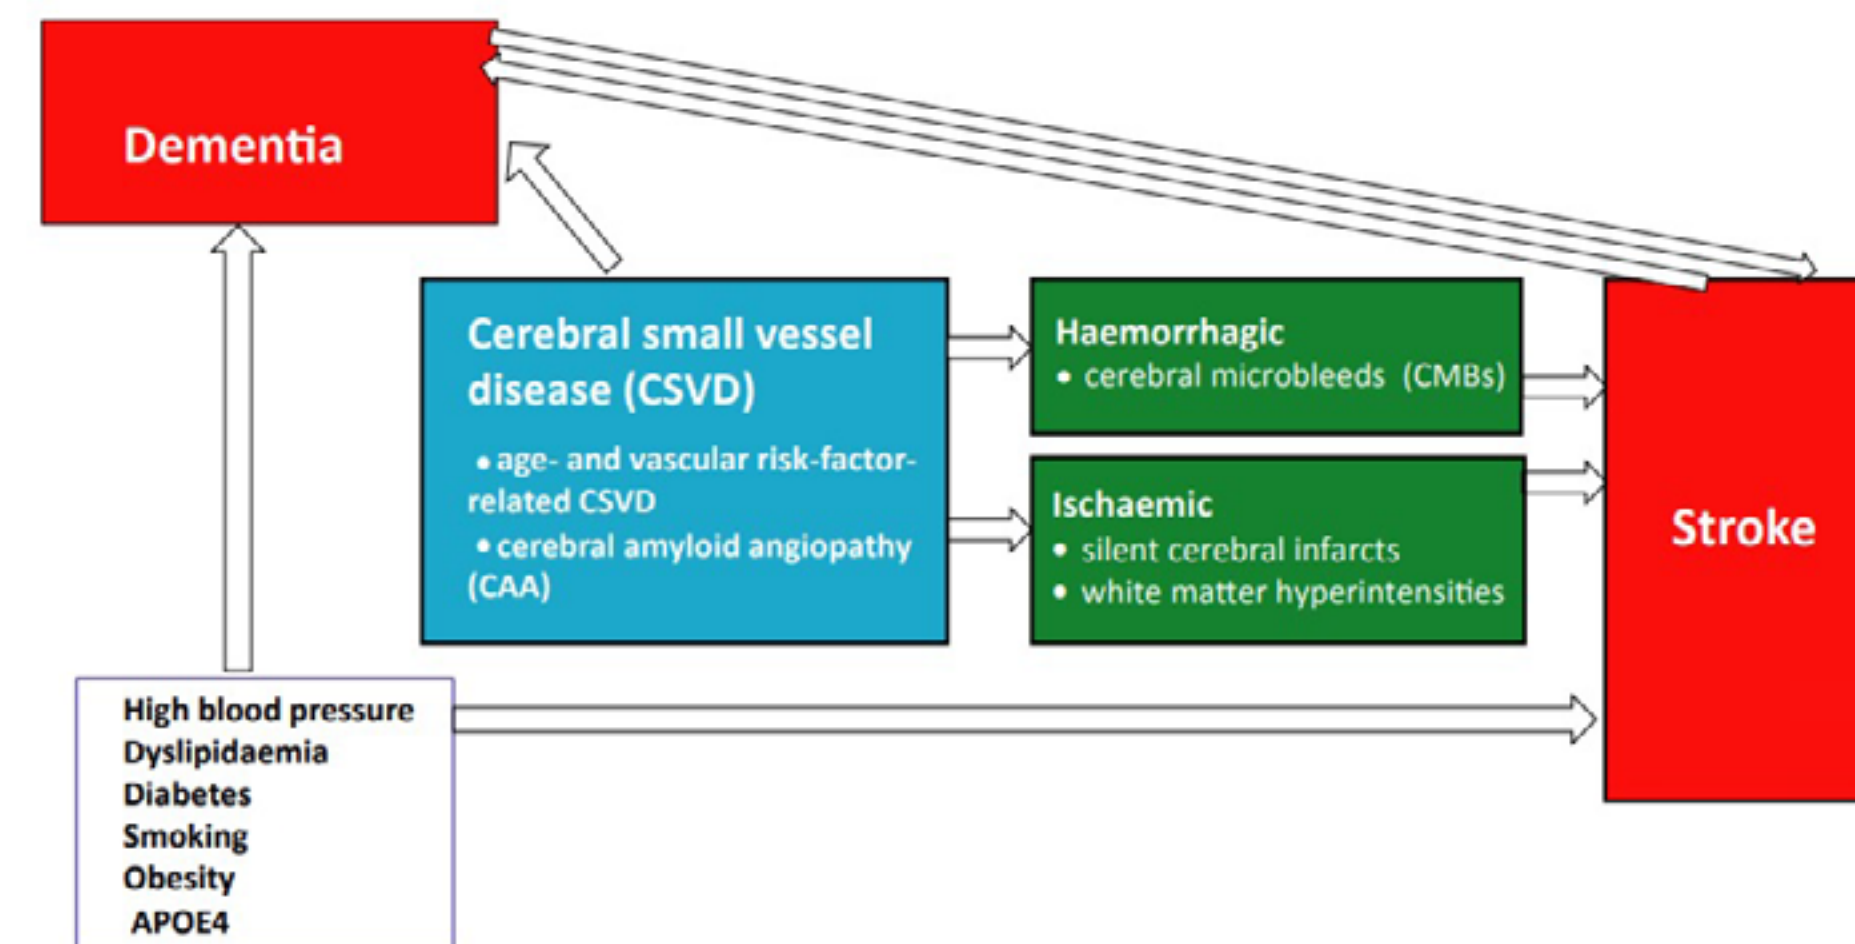 Dementia
Cerebral small vessel
disease (CSVD)
• age- and vascular risk-factor-
related CSVD
• cerebral amyloid angiopathy
(CAA)
Haemorrhagic
• cerebral microbleeds (CMBs)
Ischaemic
• silent cerebral infarcts
• white matter hyperintensities
Stroke
High blood pressure
Dyslipidaemia
Diabetes
Smoking
Obesity
APOE4